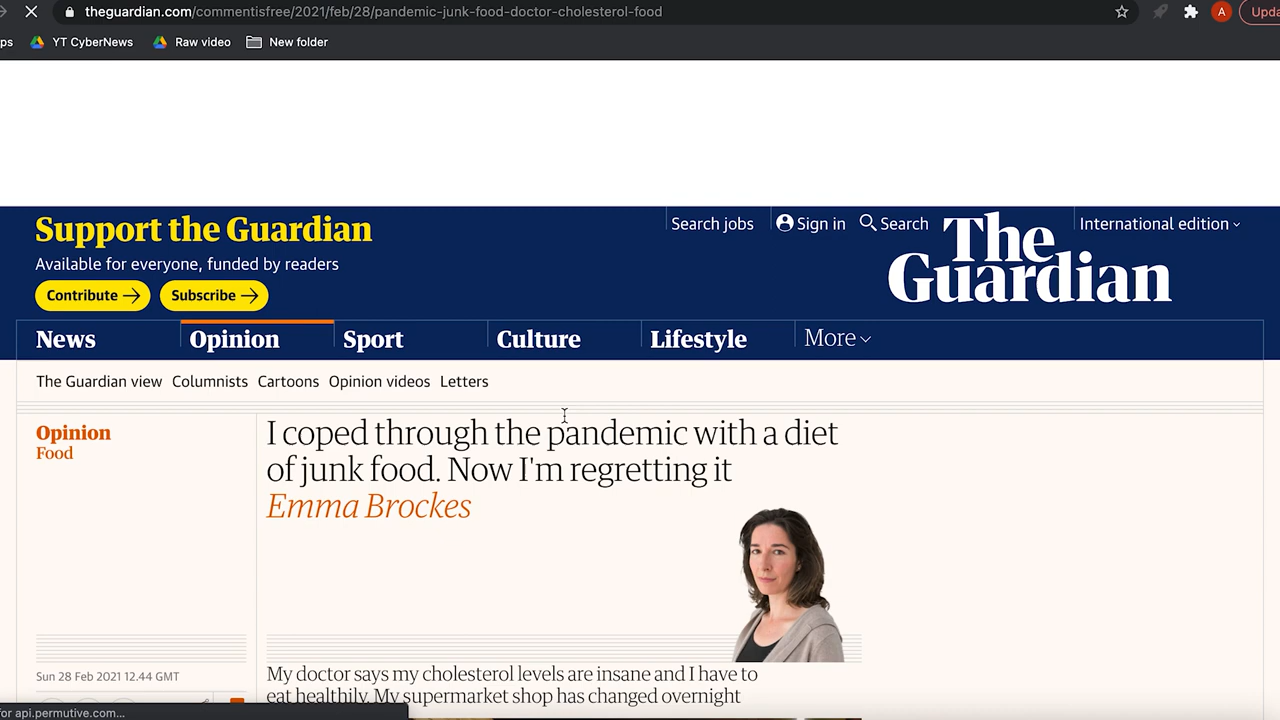 theguardian.com/commentisfree/2021/feb/28/pandemic-junk-food-doctor-cholesterol-food
A
Upda
ps
YT CyberNews
Raw video
New folder
Support the Guardian
Available for everyone, funded by readers
Contribute →
Subscribe →
Search jobs
Sign in
Search
International edition
The
Guardian
News
Opinion
Sport
Culture
Lifestyle
More
The Guardian view
Columnists
Cartoons
Opinion videos
Letters
Opinion
Food
I coped through the pandemic with a diet
of junk food. Now I'm regretting it
Emma Brockes
Sun 28 Feb 2021 12.44 GMT
My doctor says my cholesterol levels are insane and I have to
eat healthily. My supermarket shop has changed overnight
for api.permutive.com...